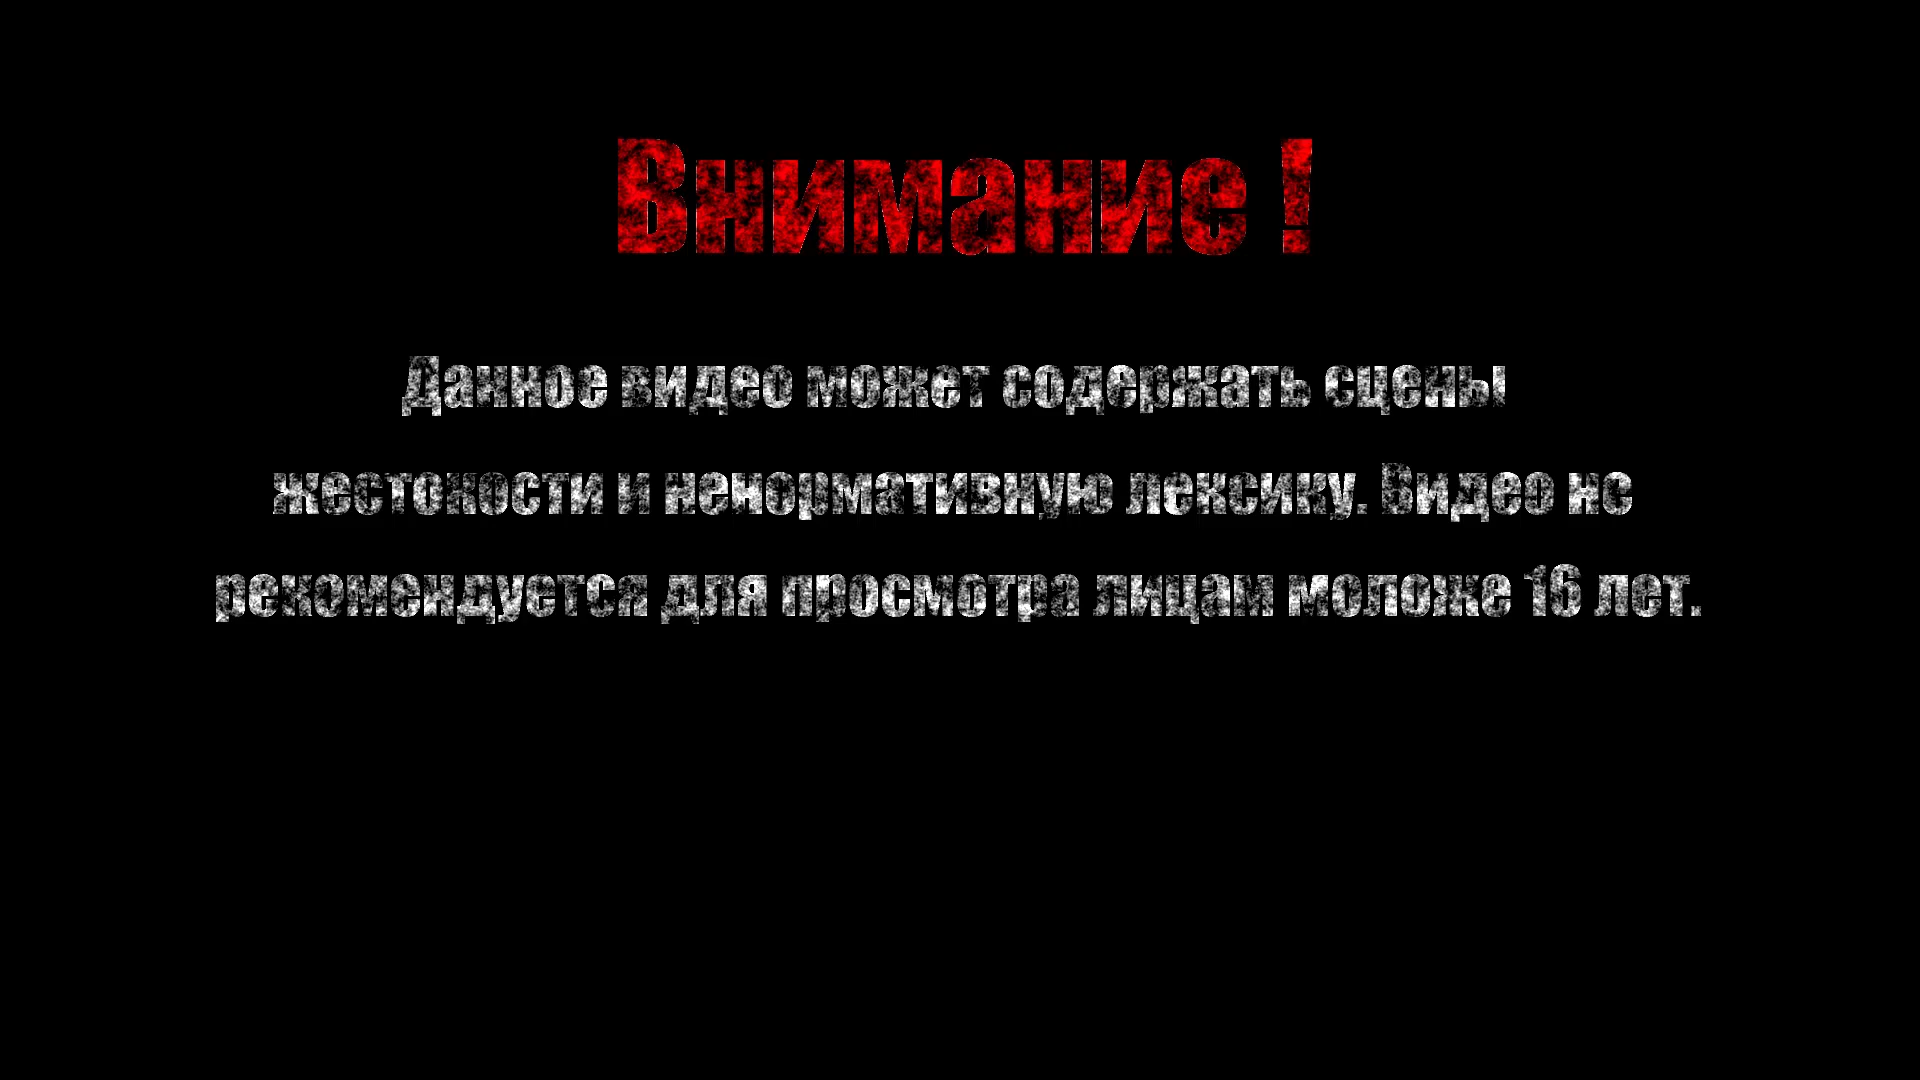 Внимание !
Данное видео может содержать сцены
жестокости и ненормативную лексику. Видео не
рекомендуется для просмотра лицам моложе 16 лет.